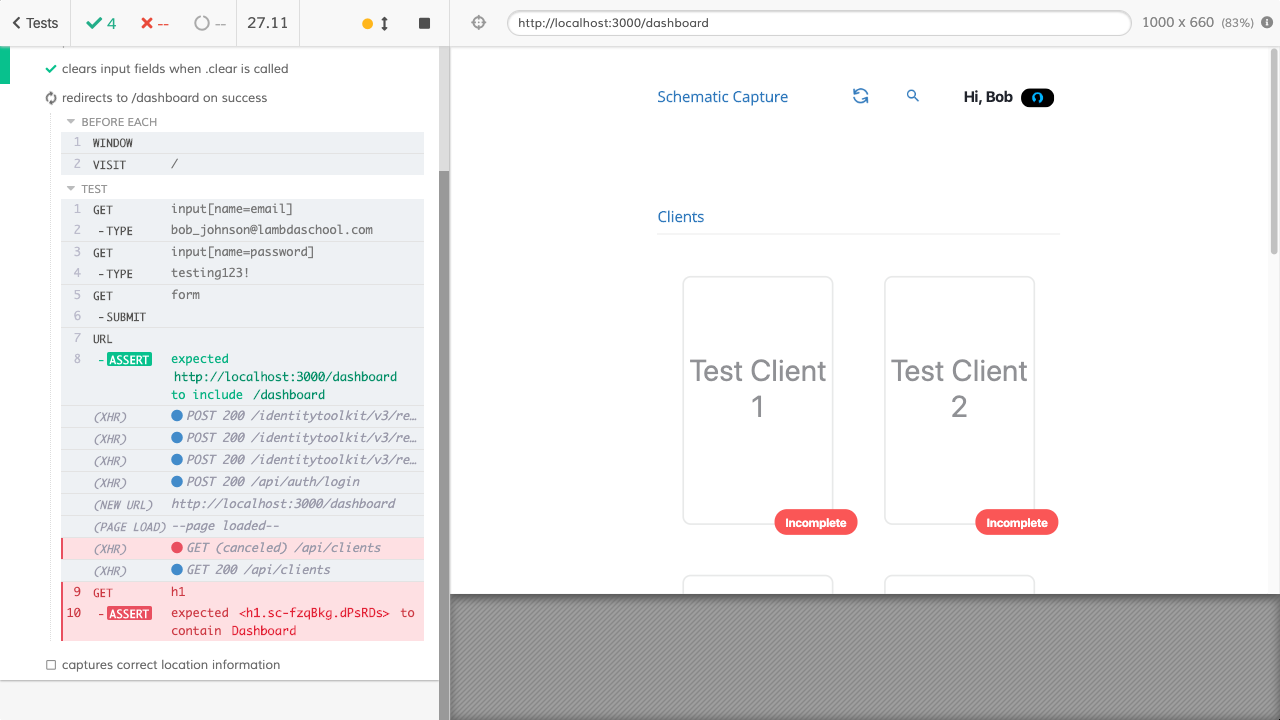 Tests
4
--
--
27.11
http://localhost:3000/dashboard
1000 x 660 (83%)
clears input fields when .clear is called
redirects to /dashboard on success
BEFORE EACH
1 WINDOW
2 VISIT /
TEST
1 GET input[name=email]
2 - TYPE bob_johnson@lambdaschool.com
3 GET input[name=password]
4 - TYPE testing123!
5 GET form
6 - SUBMIT
7 URL
8 - ASSERT expected
http://localhost:3000/dashboard
to include /dashboard
(XHR) POST 200 /identitytoolkit/v3/re…
(XHR) POST 200 /identitytoolkit/v3/re…
(XHR) POST 200 /identitytoolkit/v3/re…
(XHR) POST 200 /api/auth/login
(NEW URL) http://localhost:3000/dashboard
(PAGE LOAD) --page loaded--
(XHR) GET (canceled) /api/clients
(XHR) GET 200 /api/clients
9 GET h1
10 - ASSERT expected <h1.sc-fzqBkg.dPsRDs> to
contain Dashboard
captures correct location information
Schematic Capture
Hi, Bob
Clients
Test Client
1
Incomplete
Test Client
2
Incomplete